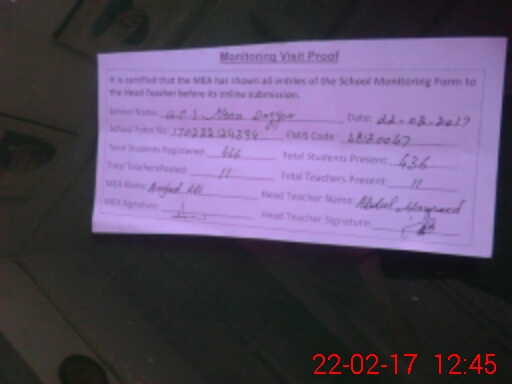 Monitoring Visit Proof
It is certified that the MEA has shown all entries of the School Monitoring Form to
the Head Teacher before its online submission.
School Name: G.P.S Date: 22-02-2017
School Form No: 170222124394 EMIS Code: 38120067
Total Students Registered: 466 Total Students Present: 436
Total Teachers Posted: 11 Total Teachers Present: 11
MEA Name: Amjad Ali Head Teacher Name: Abdul
MEA Signature: Head Teacher Signature:
22-02-17 12:45